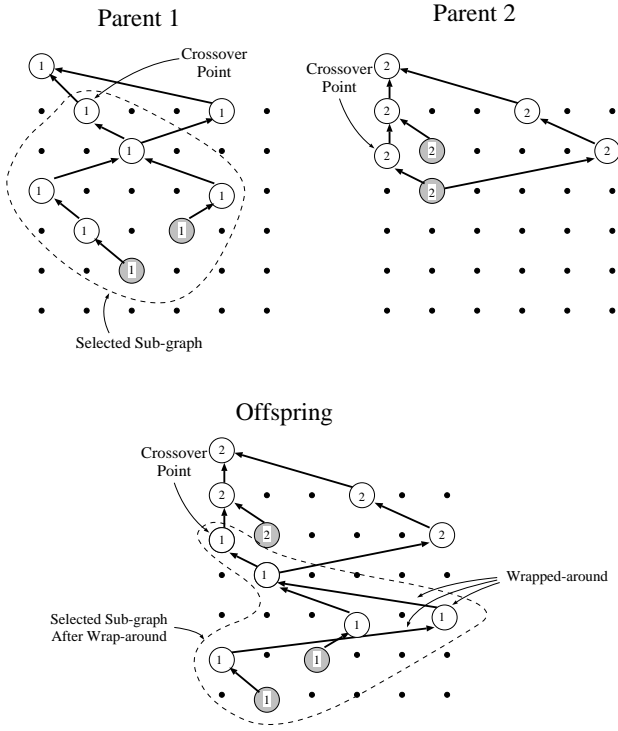 Parent 1
Parent 2
Crossover
Point
Crossover
Point
1
1
1
1
1
1
1
1
1
2
2
2
2
2
2
2
Selected Sub-graph
Offspring
Crossover
Point
2
2
2
2
2
1
1
Wrapped-around
Selected Sub-graph
After Wrap-around
1
1
1
1
1